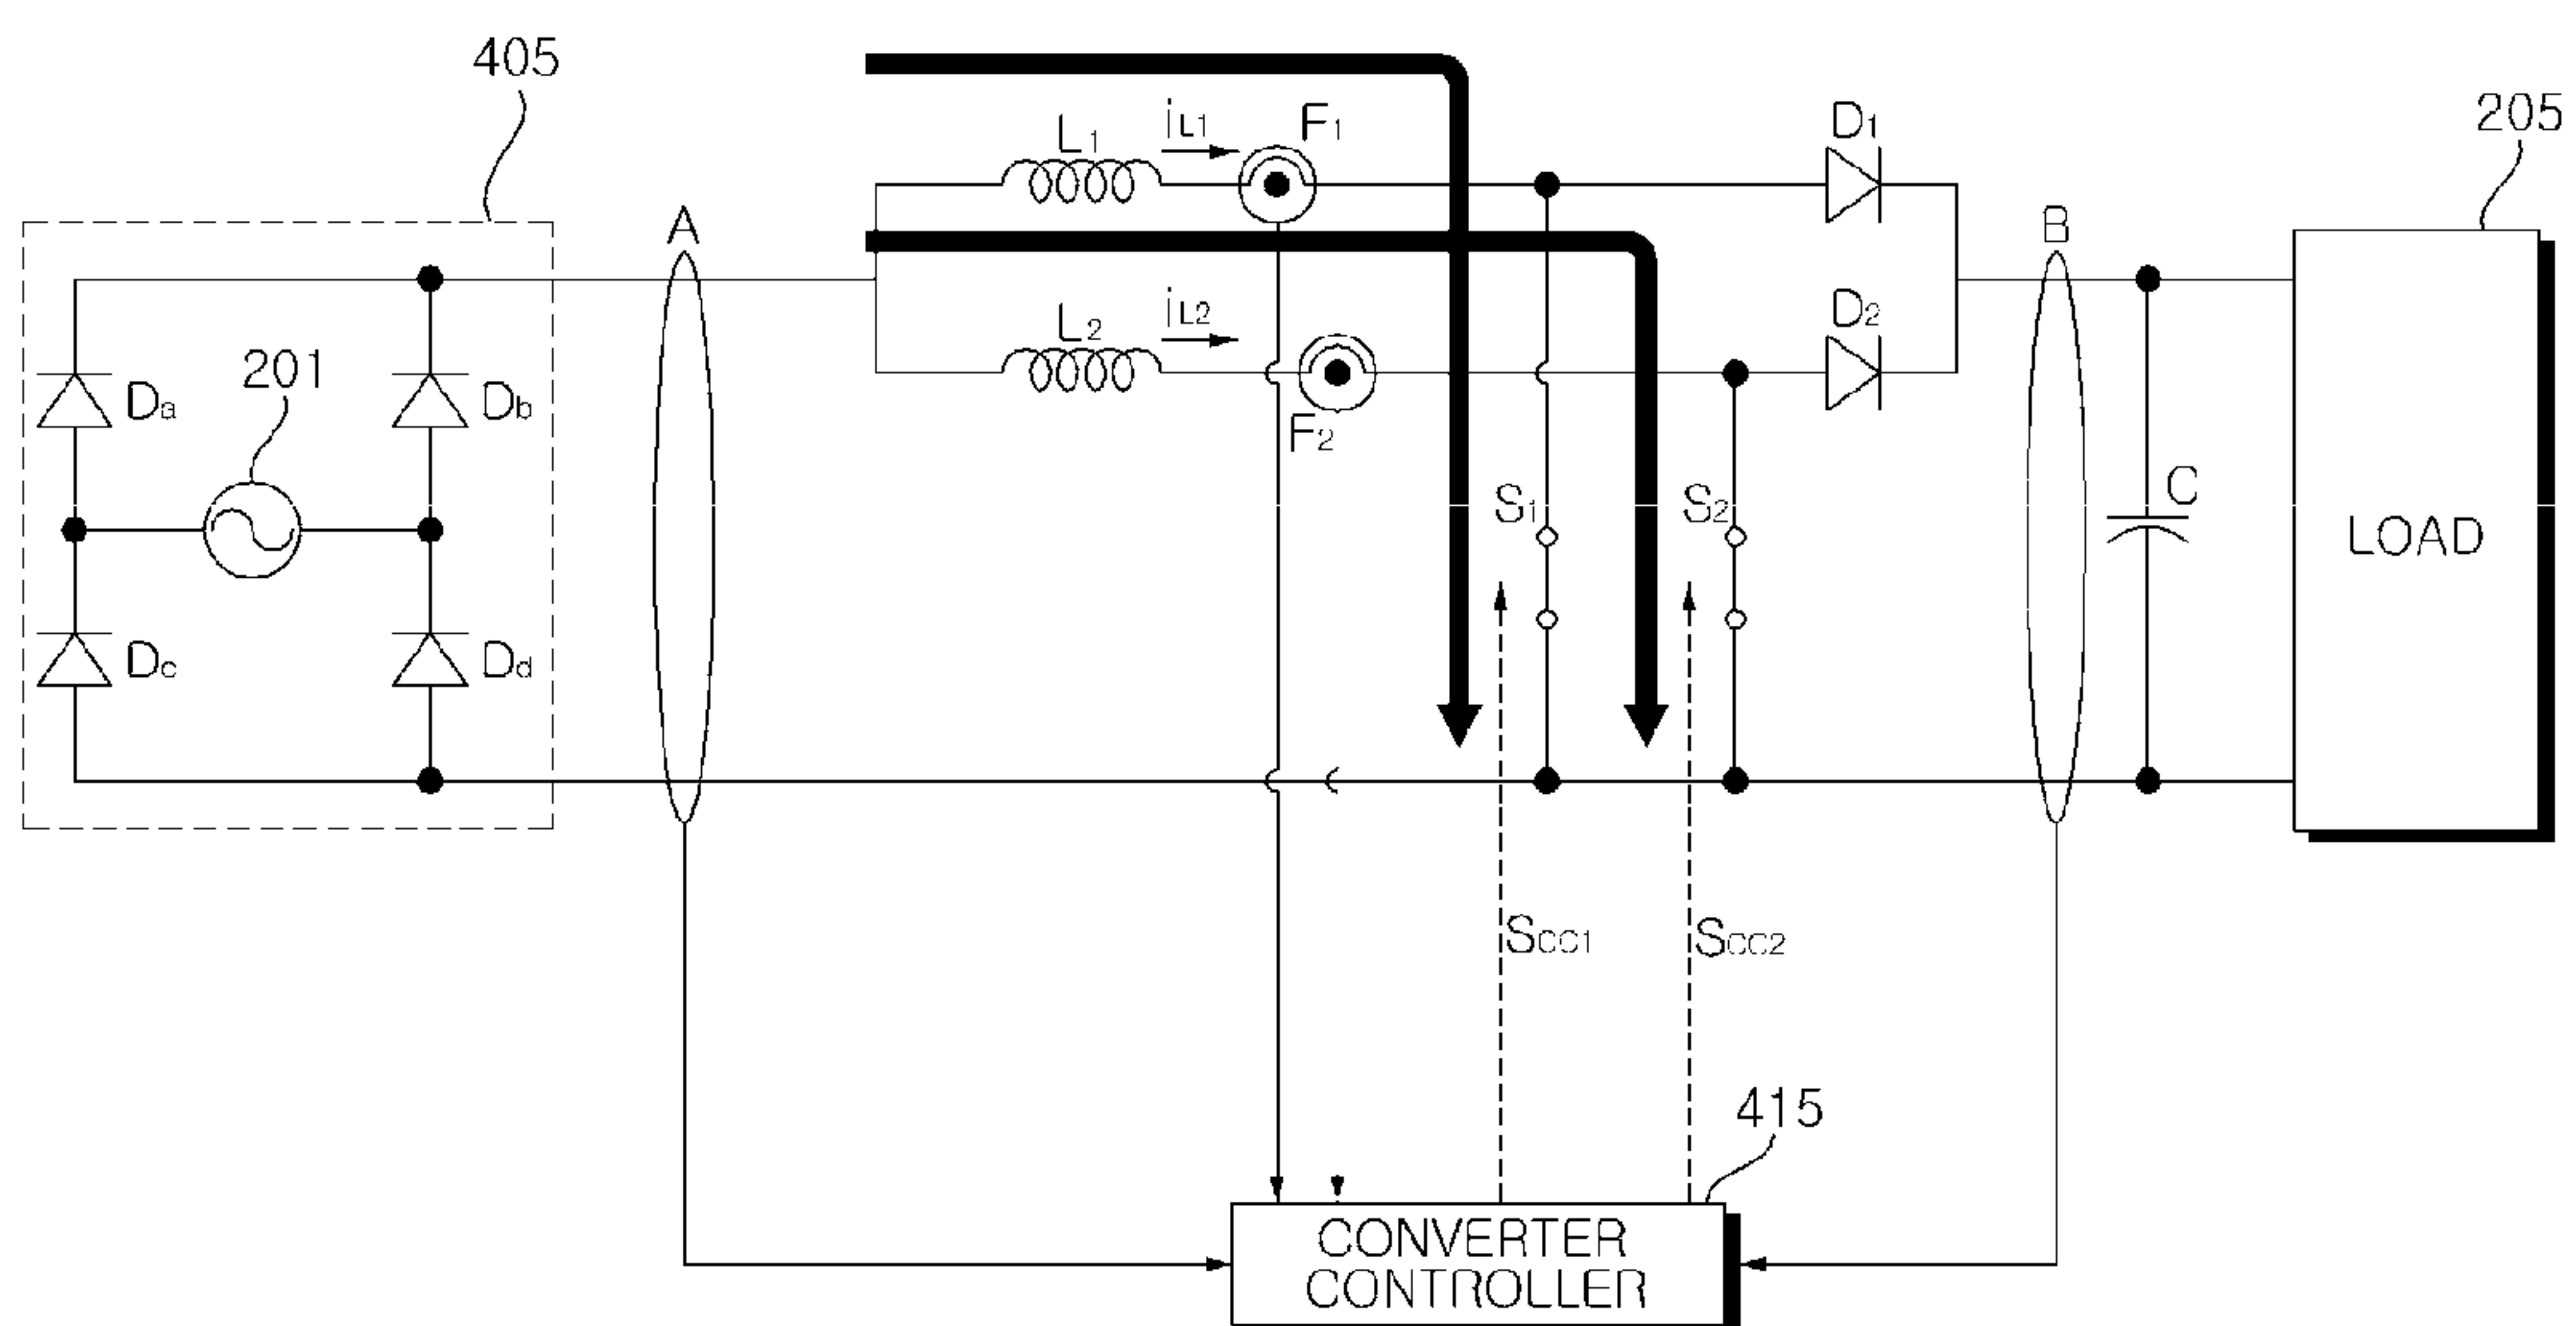 405
205
L1
iL1
F1
D1
A
B
L2
iL2
F2
D2
201
Da
Db
S1
S2
C
LOAD
Dc
Dd
Scc1
Scc2
415
CONVERTER
CONTROLLER